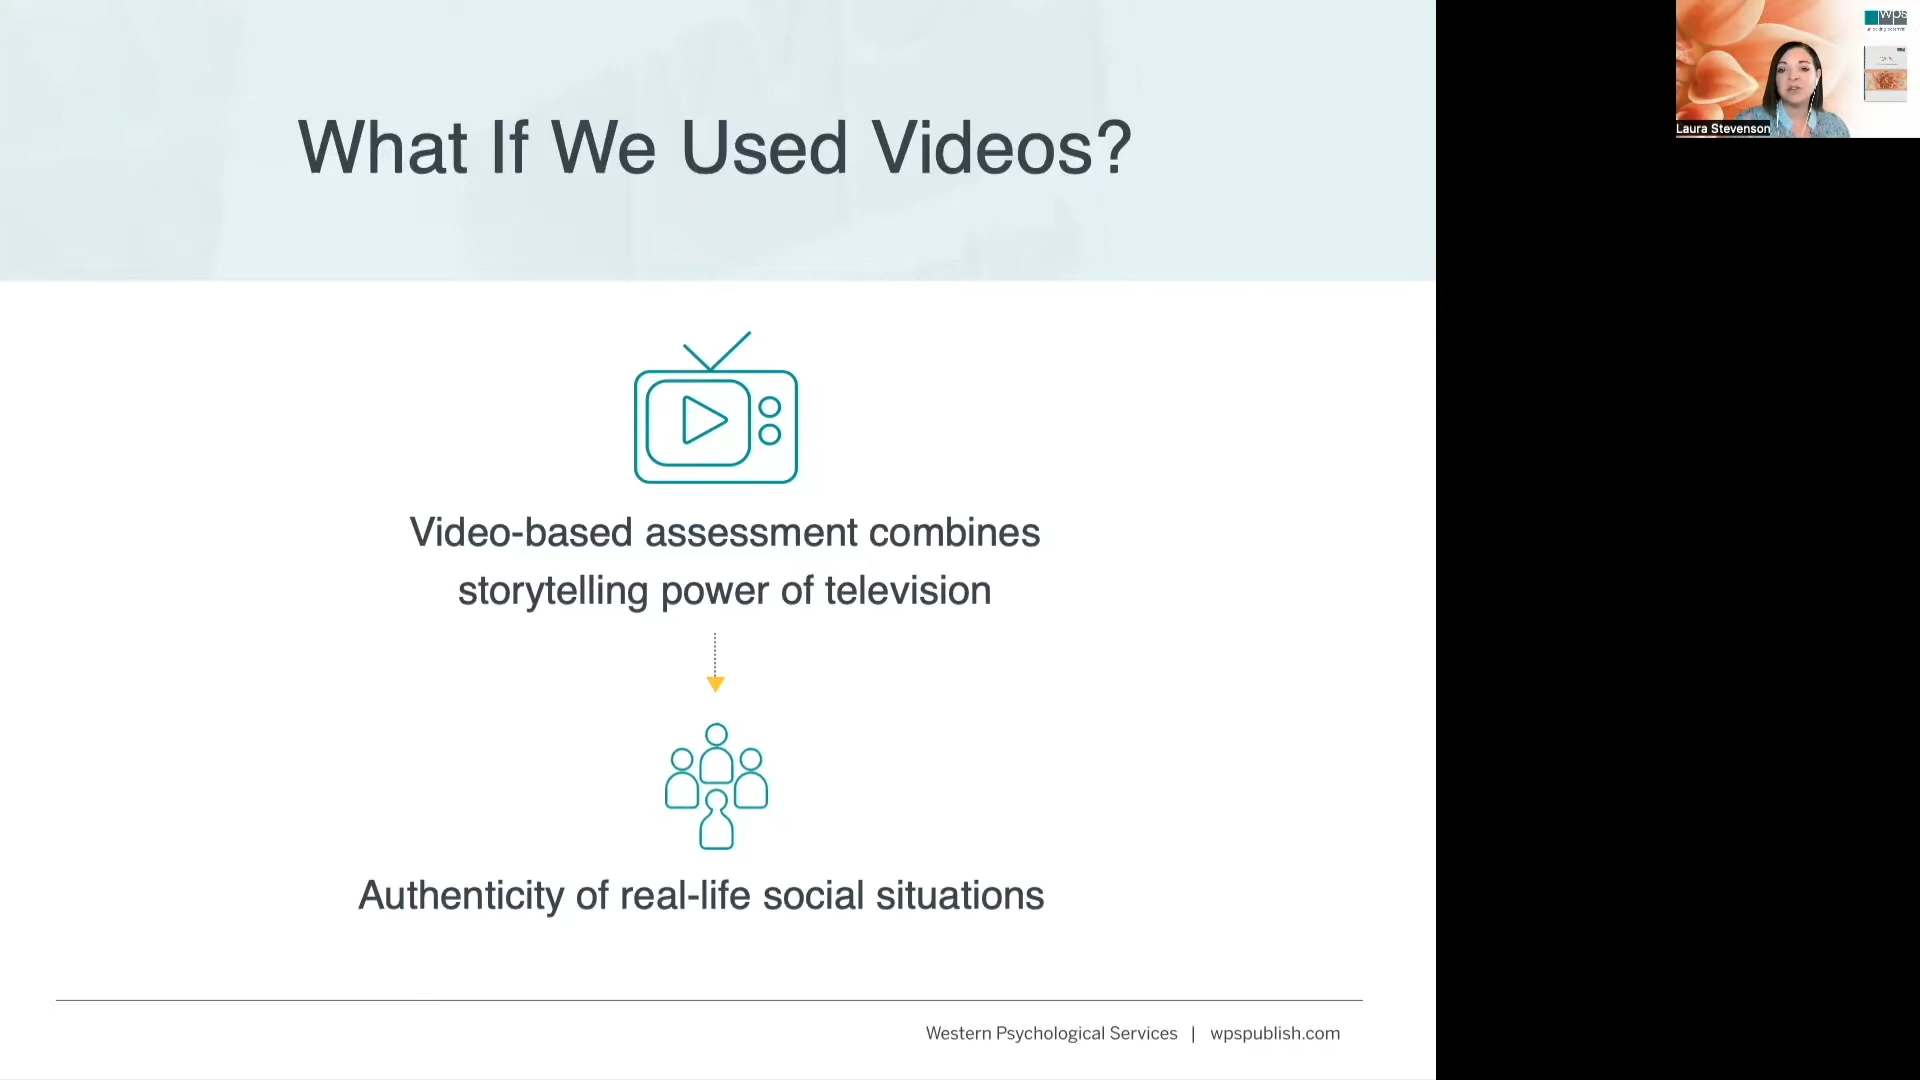 What If We Used Videos?
Video-based assessment combines
storytelling power of television
Authenticity of real-life social situations
Western Psychological Services | wpspublish.com
wps
Laura Stevenson